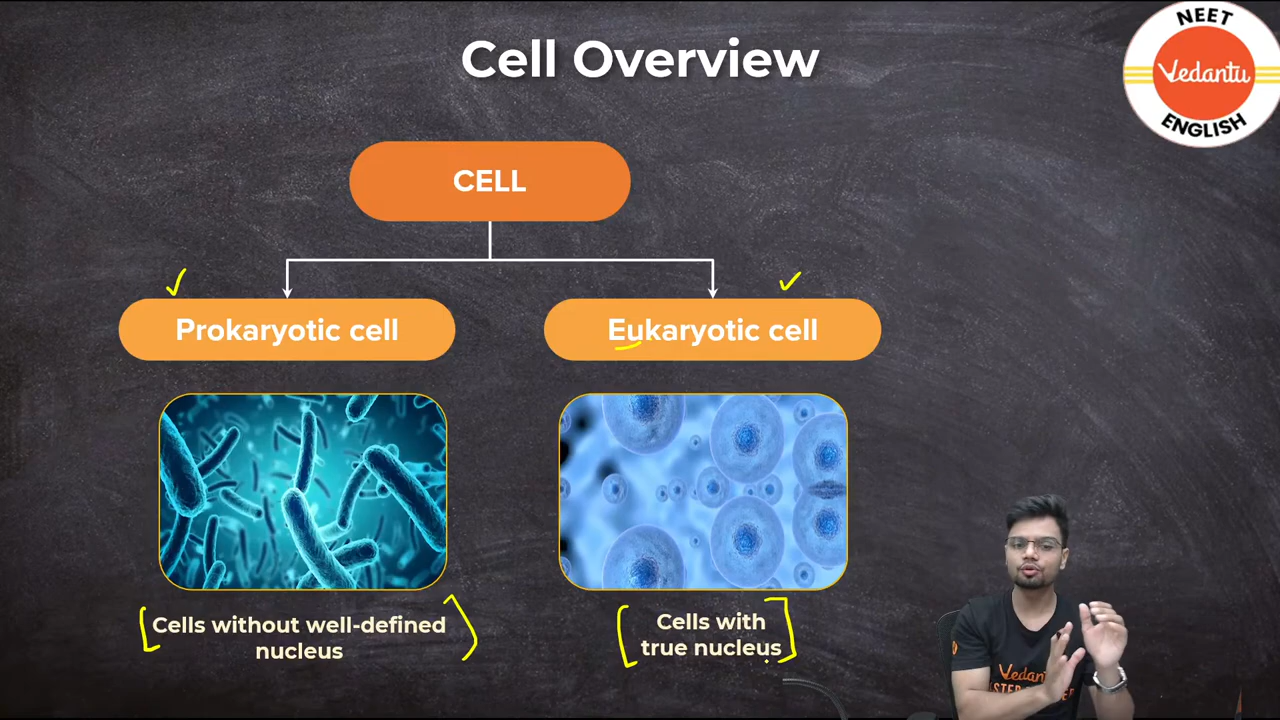 Cell Overview
NEET
Vedantu
ENGLISH
CELL
Prokaryotic cell
Eukaryotic cell
Cells without well-defined
nucleus
Cells with
true nucleus
Vedantu